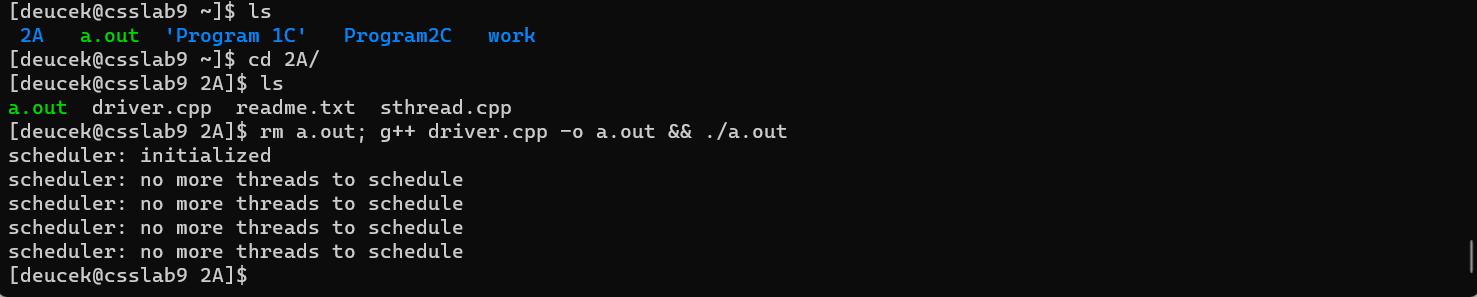 [deucek@csslab9 ~]$ ls
 2A   a.out  'Program 1C'   Program2C   work
[deucek@csslab9 ~]$ cd 2A/
[deucek@csslab9 2A]$ ls
a.out  driver.cpp  readme.txt  sthread.cpp
[deucek@csslab9 2A]$ rm a.out; g++ driver.cpp -o a.out && ./a.out
scheduler: initialized
scheduler: no more threads to schedule
scheduler: no more threads to schedule
scheduler: no more threads to schedule
scheduler: no more threads to schedule
[deucek@csslab9 2A]$